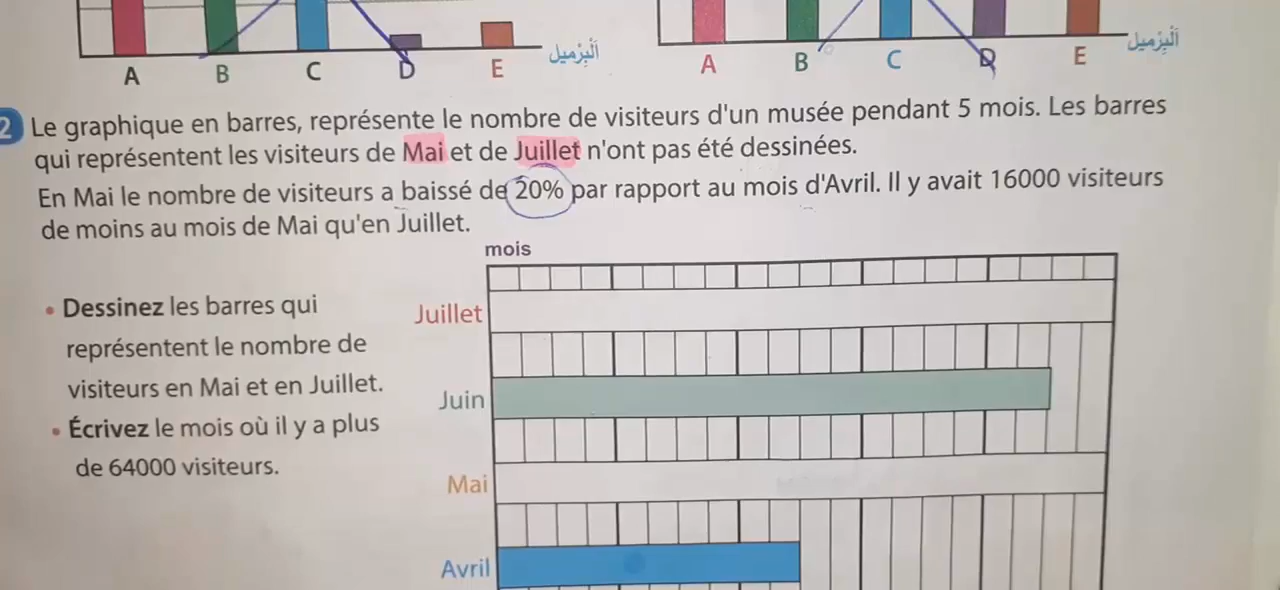 اَلْبِرْميل
A B C D E
اَلْبِرْميل
A B C D E
2 Le graphique en barres, représente le nombre de visiteurs d'un musée pendant 5 mois. Les barres
qui représentent les visiteurs de Mai et de Juillet n'ont pas été dessinées.
En Mai le nombre de visiteurs a baissé de 20% par rapport au mois d'Avril. Il y avait 16000 visiteurs
de moins au mois de Mai qu'en Juillet.
mois
• Dessinez les barres qui
représentent le nombre de
visiteurs en Mai et en Juillet.
• Écrivez le mois où il y a plus
de 64000 visiteurs.
Juillet
Juin
Mai
Avril